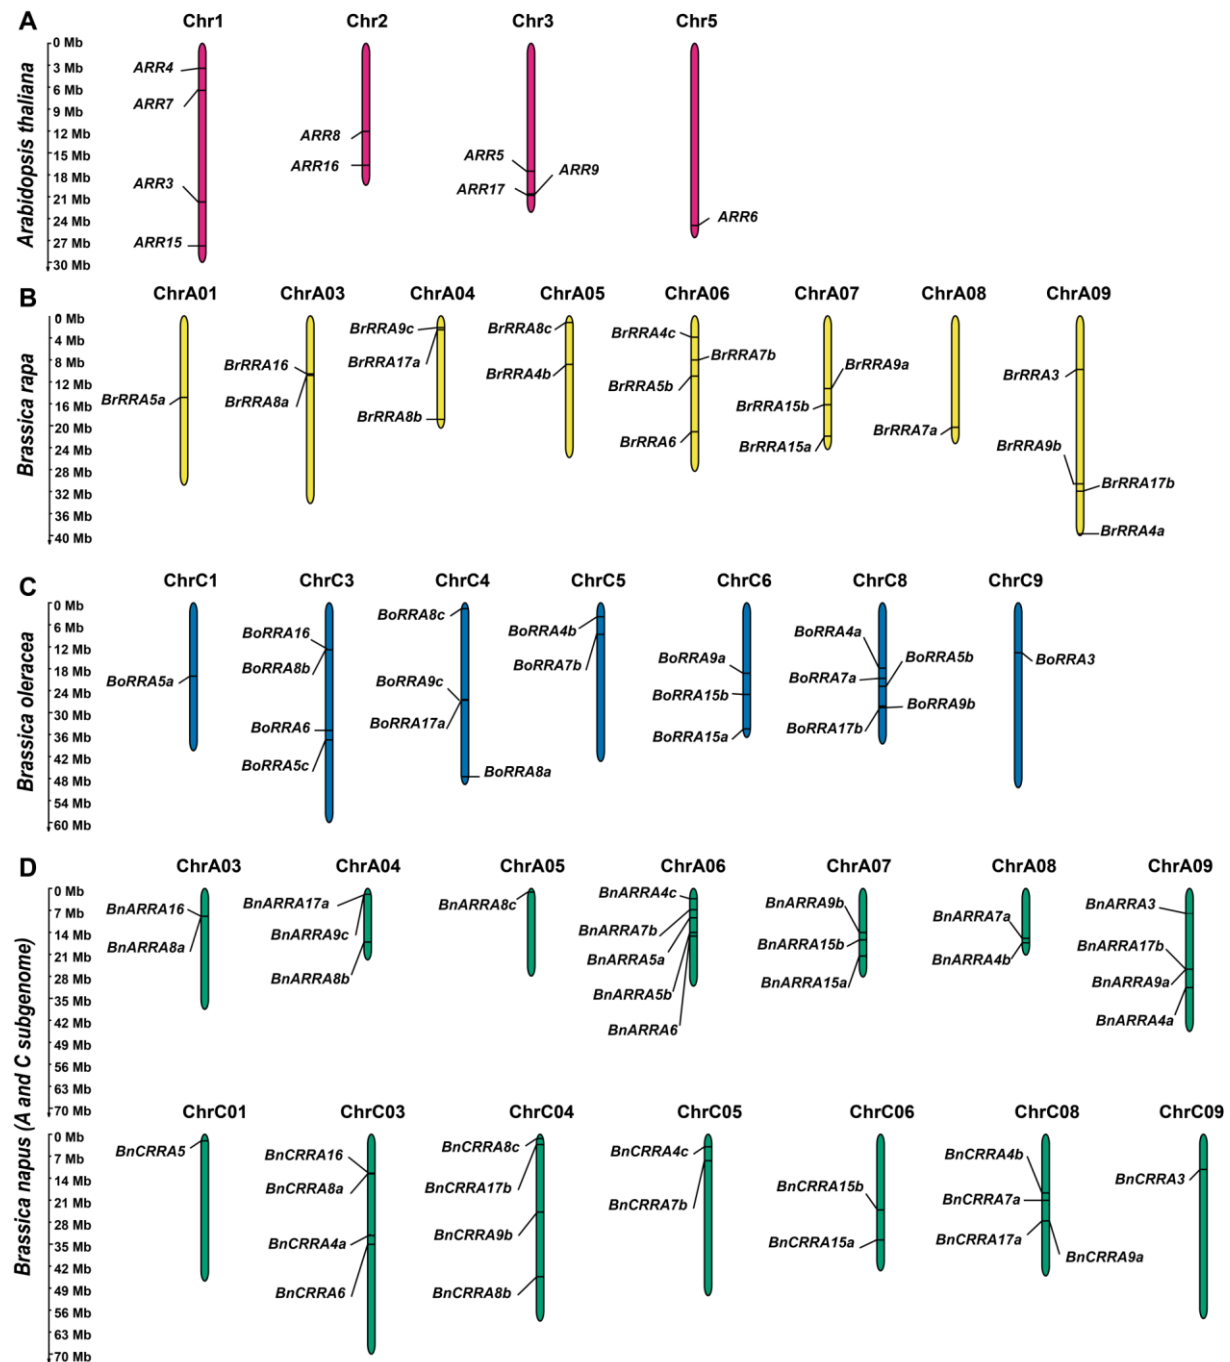 A
Chr1 Chr2 Chr3 Chr5
Arabidopsis thaliana
0 Mb
3 Mb
6 Mb
9 Mb
12 Mb
15 Mb
18 Mb
21 Mb
24 Mb
27 Mb
30 Mb
ARR4
ARR7
ARR3
ARR15
ARR8
ARR16
ARR5
ARR17
ARR9
ARR6
B
ChrA01 ChrA03 ChrA04 ChrA05 ChrA06 ChrA07 ChrA08 ChrA09
Brassica rapa
0 Mb
4 Mb
8 Mb
12 Mb
16 Mb
20 Mb
24 Mb
28 Mb
32 Mb
36 Mb
40 Mb
BrRRA5a
BrRRA16
BrRRA8a
BrRRA9c
BrRRA17a
BrRRA8b
BrRRA8c
BrRRA4b
BrRRA4c
BrRRA7b
BrRRA5b
BrRRA6
BrRRA9a
BrRRA15b
BrRRA15a
BrRRA7a
BrRRA3
BrRRA9b
BrRRA17b
BrRRA4a
C
ChrC1 ChrC3 ChrC4 ChrC5 ChrC6 ChrC8 ChrC9
Brassica oleracea
0 Mb
6 Mb
12 Mb
18 Mb
24 Mb
30 Mb
36 Mb
42 Mb
48 Mb
54 Mb
60 Mb
BoRRA5a
BoRRA16
BoRRA8b
BoRRA6
BoRRA5c
BoRRA8c
BoRRA9c
BoRRA17a
BoRRA8a
BoRRA4b
BoRRA7b
BoRRA9a
BoRRA15b
BoRRA15a
BoRRA4a
BoRRA5b
BoRRA7a
BoRRA9b
BoRRA17b
BoRRA3
D
ChrA03 ChrA04 ChrA05 ChrA06 ChrA07 ChrA08 ChrA09
Brassica napus (A and C subgenome)
0 Mb
7 Mb
14 Mb
21 Mb
28 Mb
35 Mb
42 Mb
49 Mb
56 Mb
63 Mb
70 Mb
BnARRA16
BnARRA8a
BnARRA17a
BnARRA9c
BnARRA8b
BnARRA8c
BnARRA4c
BnARRA7b
BnARRA5a
BnARRA5b
BnARRA6
BnARRA9b
BnARRA15b
BnARRA15a
BnARRA7a
BnARRA4b
BnARRA3
BnARRA17b
BnARRA9a
BnARRA4a
ChrC01 ChrC03 ChrC04 ChrC05 ChrC06 ChrC08 ChrC09
0 Mb
7 Mb
14 Mb
21 Mb
28 Mb
35 Mb
42 Mb
49 Mb
56 Mb
63 Mb
70 Mb
BnCRRA5
BnCRRA16
BnCRRA8a
BnCRRA4a
BnCRRA6
BnCRRA8c
BnCRRA17b
BnCRRA9b
BnCRRA8b
BnCRRA4c
BnCRRA7b
BnCRRA15b
BnCRRA15a
BnCRRA4b
BnCRRA7a
BnCRRA17a
BnCRRA9a
BnCRRA3